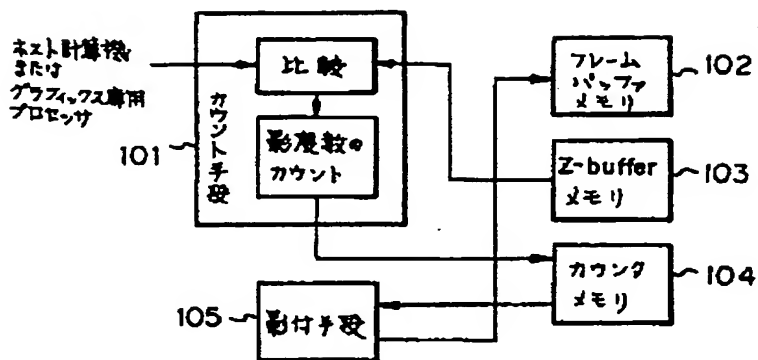 ホスト計算機
または
グラフィックス専用
プロセッサ
101
カウント手段
比較
影度数の
カウント
フレーム
バッファ
メモリ
102
Z-buffer
メモリ
103
カウンタ
メモリ
104
105
影付手段